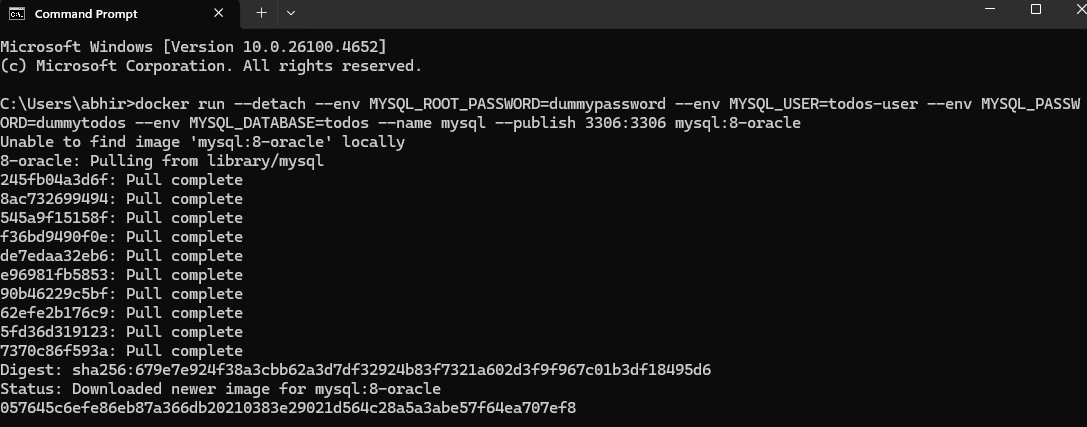 Command Prompt
Microsoft Windows [Version 10.0.26100.4652]
(c) Microsoft Corporation. All rights reserved.
C:\Users\abhir>docker run --detach --env MYSQL_ROOT_PASSWORD=dummypassword --env MYSQL_USER=todos-user --env MYSQL_PASSW
ORD=dummytodos --env MYSQL_DATABASE=todos --name mysql --publish 3306:3306 mysql:8-oracle
Unable to find image 'mysql:8-oracle' locally
8-oracle: Pulling from library/mysql
245fb04a3d6f: Pull complete
8ac732699494: Pull complete
545a9f15158f: Pull complete
f36bd9490f0e: Pull complete
de7edaa32eb6: Pull complete
e96981fb5853: Pull complete
90b46229c5bf: Pull complete
62efe2b176c9: Pull complete
5fd36d319123: Pull complete
7370c86f593a: Pull complete
Digest: sha256:679e7e924f38a3cbb62a3d7df32924b83f7321a602d3f9f967c01b3df18495d6
Status: Downloaded newer image for mysql:8-oracle
057645c6efe86eb87a366db20210383e29021d564c28a5a3abe57f64ea707ef8